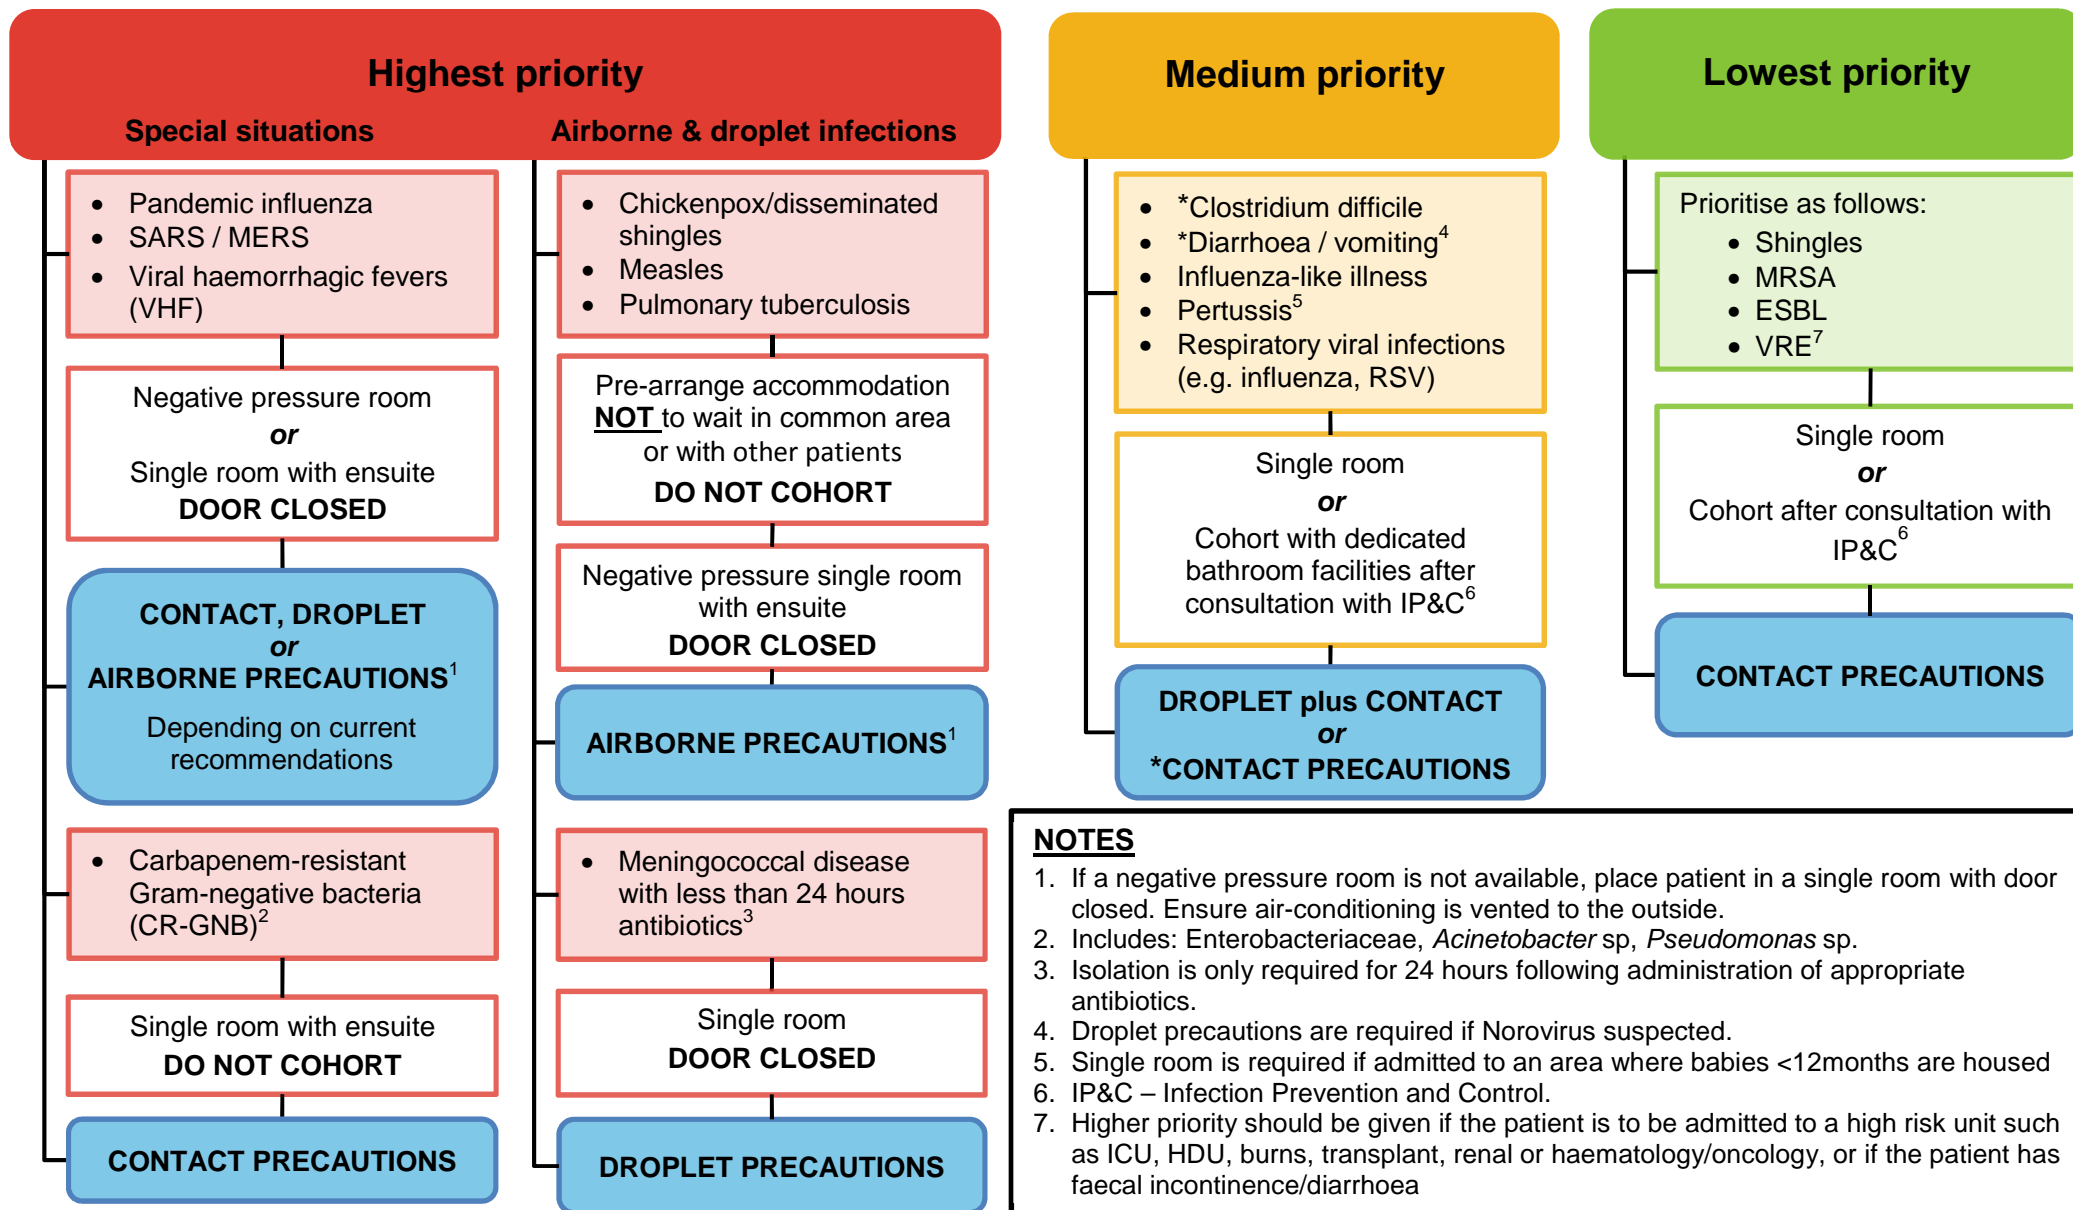 Highest priority
Special situations
Airborne & droplet infections
• Pandemic influenza
• SARS / MERS
• Viral haemorrhagic fevers
(VHF)
Negative pressure room
or
Single room with ensuite
DOOR CLOSED
CONTACT, DROPLET
or
AIRBORNE PRECAUTIONS1
Depending on current
recommendations
• Carbapenem-resistant
Gram-negative bacteria
(CR-GNB)2
Single room with ensuite
DO NOT COHORT
CONTACT PRECAUTIONS
• Chickenpox/disseminated
shingles
• Measles
• Pulmonary tuberculosis
Pre-arrange accommodation
NOT to wait in common area
or with other patients
DO NOT COHORT
Negative pressure single room
with ensuite
DOOR CLOSED
AIRBORNE PRECAUTIONS1
• Meningococcal disease
with less than 24 hours
antibiotics3
Single room
DOOR CLOSED
DROPLET PRECAUTIONS
Medium priority
• *Clostridium difficile
• *Diarrhoea / vomiting4
• Influenza-like illness
• Pertussis5
• Respiratory viral infections
(e.g. influenza, RSV)
Single room
or
Cohort with dedicated
bathroom facilities after
consultation with IP&C6
DROPLET plus CONTACT
or
*CONTACT PRECAUTIONS
Lowest priority
Prioritise as follows:
• Shingles
• MRSA
• ESBL
• VRE7
Single room
or
Cohort after consultation with
IP&C6
CONTACT PRECAUTIONS
NOTES
1. If a negative pressure room is not available, place patient in a single room with door
closed. Ensure air-conditioning is vented to the outside.
2. Includes: Enterobacteriaceae, Acinetobacter sp, Pseudomonas sp.
3. Isolation is only required for 24 hours following administration of appropriate
antibiotics.
4. Droplet precautions are required if Norovirus suspected.
5. Single room is required if admitted to an area where babies <12months are housed
6. IP&C – Infection Prevention and Control.
7. Higher priority should be given if the patient is to be admitted to a high risk unit such
as ICU, HDU, burns, transplant, renal or haematology/oncology, or if the patient has
faecal incontinence/diarrhoea